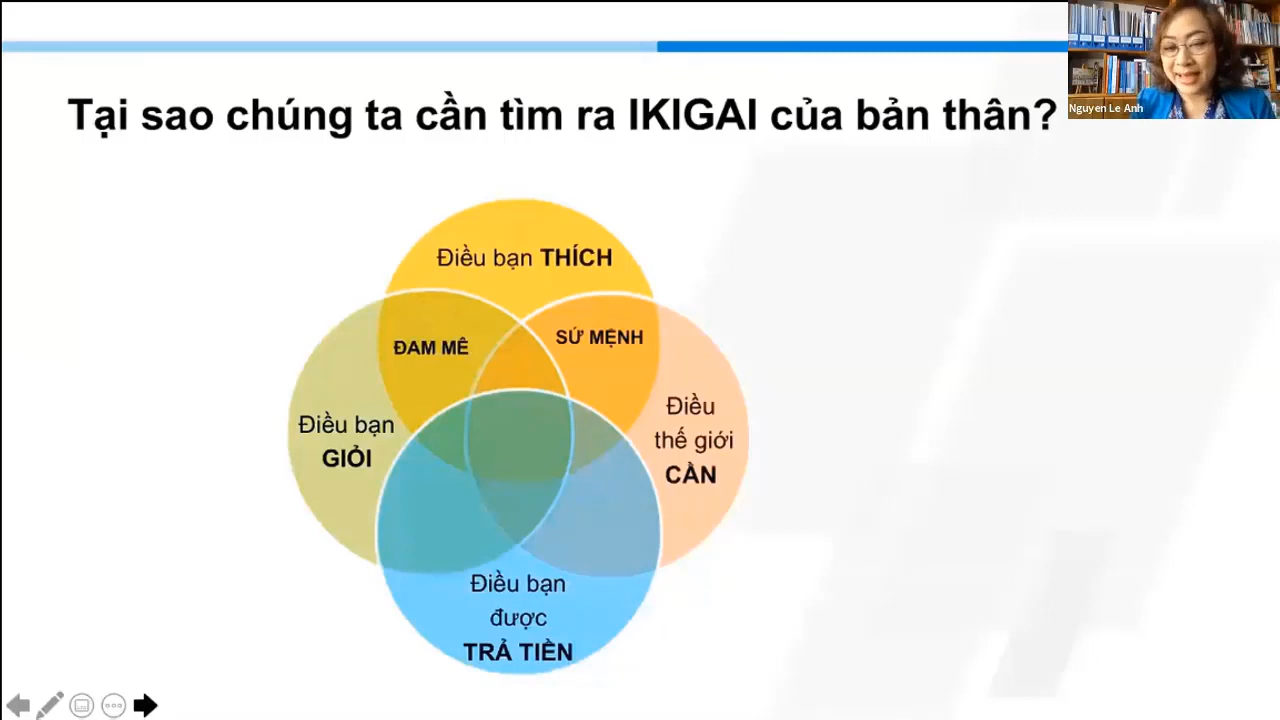 Tại sao chúng ta cần tìm ra IKIGAI của bản thân?
Nguyen Le Anh
Điều bạn THÍCH
ĐAM MÊ
SỨ MỆNH
Điều bạn
GIỎI
Điều
thế giới
CẦN
Điều bạn
được
TRẢ TIỀN